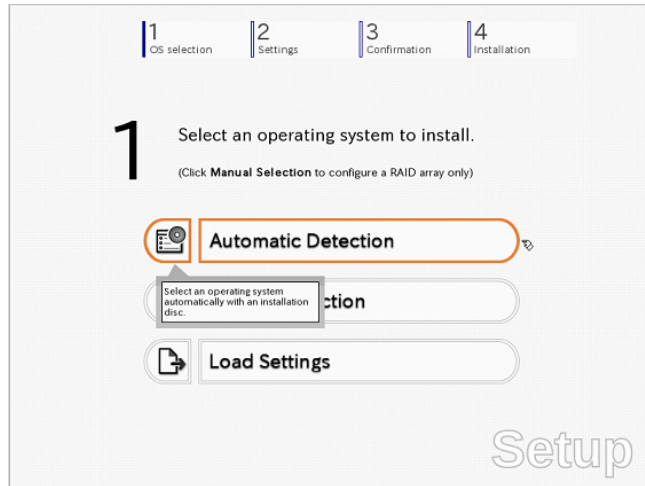 1
OS selection
2
Settings
3
Confirmation
4
Installation
1
Select an operating system to install.
(Click Manual Selection to configure a RAID array only)
Automatic Detection
Select an operating system
automatically with an installation
disc.
Load Settings
Setup